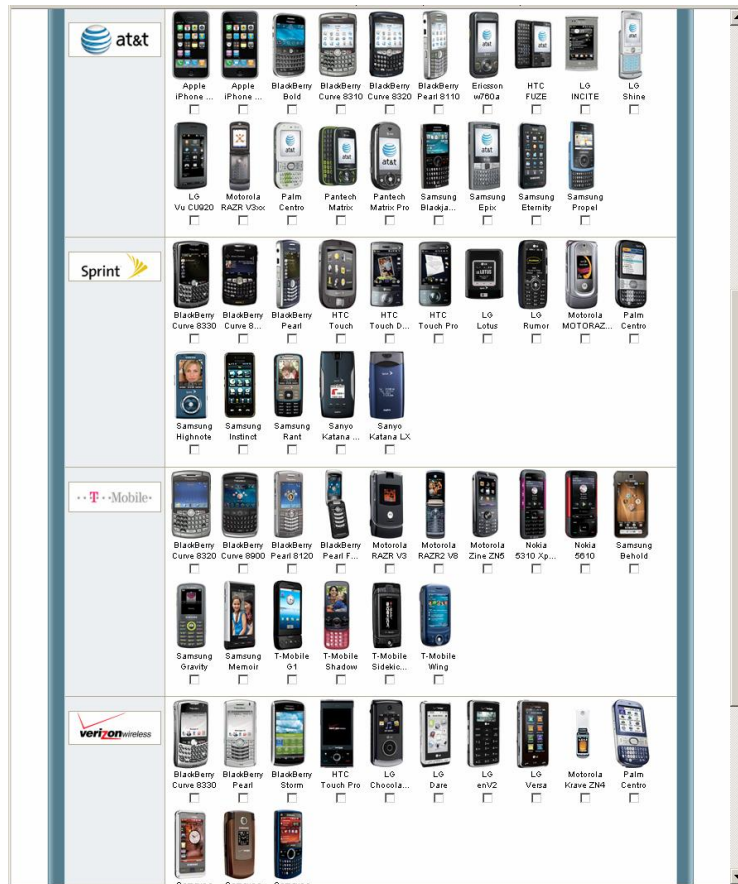 at&t
Apple Apple BlackBerry BlackBerry BlackBerry BlackBerry Ericsson HTC LG LG
iPhone ... iPhone ... Bold Curve 8310 Curve 8320 Pearl 8110 w760a FUZE INCITE Shine
LG Motorola Palm Pantech Pantech Samsung Samsung Samsung Samsung
Vu CU920 RAZR V3xx Centro Matrix Matrix Pro Blackja... Epix Eternity Propel
Sprint
BlackBerry BlackBerry BlackBerry HTC HTC HTC LG LG Motorola Palm
Curve 8330 Curve 8... Pearl Touch Touch D... Touch Pro Lotus Rumor MOTORAZ... Centro
Samsung Samsung Samsung Sanyo Sanyo
Highnote Instinct Rant Katana ... Katana LX
T-Mobile
BlackBerry BlackBerry BlackBerry BlackBerry Motorola Motorola Motorola Nokia Nokia Samsung
Curve 8320 Curve 8900 Pearl 8120 Pearl F... RAZR V3 RAZR2 V8 Zine ZN5 5310 Xp... 5610 Behold
Samsung Samsung T-Mobile T-Mobile T-Mobile T-Mobile
Gravity Memoir G1 Shadow Sidekic... Wing
verizonwireless
BlackBerry BlackBerry BlackBerry HTC LG LG LG LG Motorola Palm
Curve 8330 Pearl Storm Touch Pro Chocola... Dare enV2 Versa Krave ZN4 Centro
Samsung Samsung Samsung